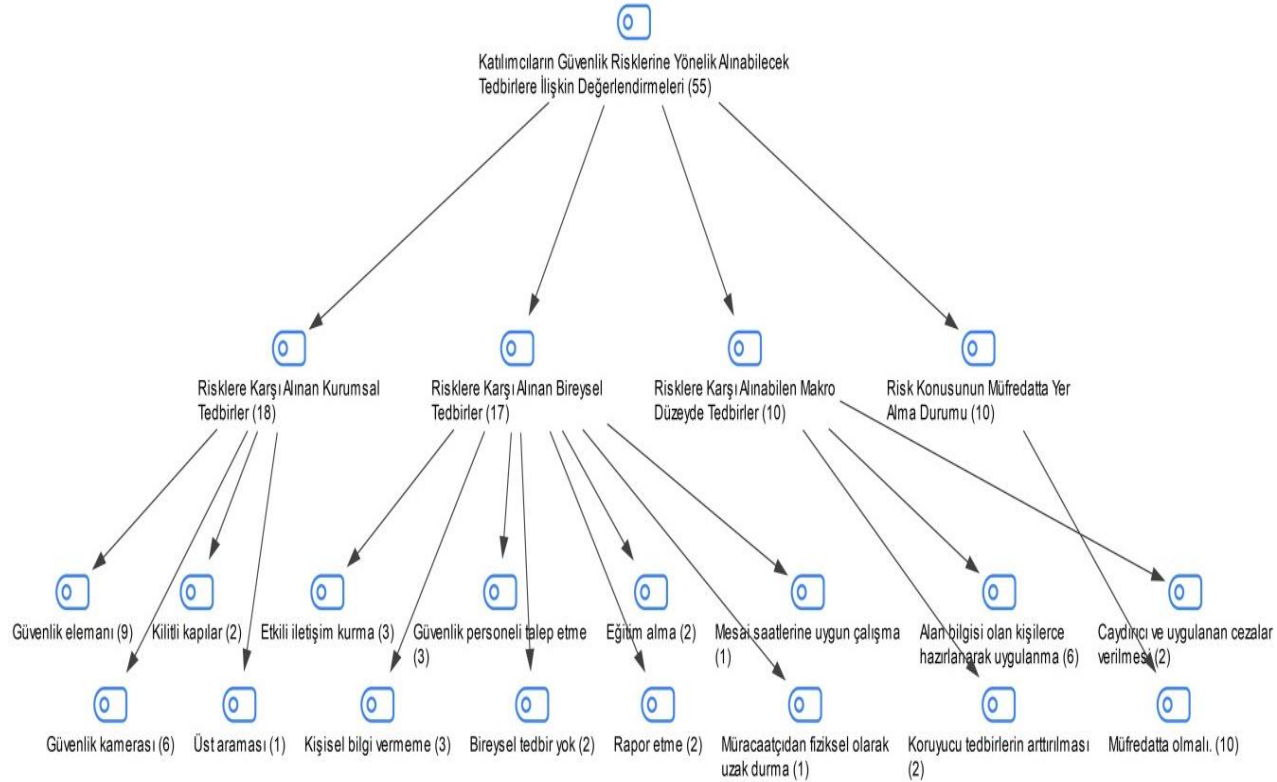 Katılımcıların Güvenlik Risklerine Yönelik Alınabilecek
Tedbirlere İlişkin Değerlendirmeleri (55)
Risklere Karşı Alınan Kurumsal
Tedbirler (18)
Risklere Karşı Alınan Bireysel
Tedbirler (17)
Risklere Karşı Alınabilen Makro
Düzeyde Tedbirler (10)
Risk Konusunun Müfredatta Yer
Alma Durumu (10)
Güvenlik elemanı (9)
Kilitli kapılar (2)
Etkili iletişim kurma (3)
Güvenlik personeli talep etme
(3)
Eğitim alma (2)
Mesai saatlerine uygun çalışma
(1)
Alan bilgisi olan kişilerce
hazırlanarak uygulanma (6)
Caydırıcı ve uygulanan cezalar
verilmesi (2)
Güvenlik kamerası (6)
Üst araması (1)
Kişisel bilgi vermeme (3)
Bireysel tedbir yok (2)
Rapor etme (2)
Müracaatçıdan fiziksel olarak
uzak durma (1)
Koruyucu tedbirlerin arttırılması
(2)
Müfredatta olmalı. (10)